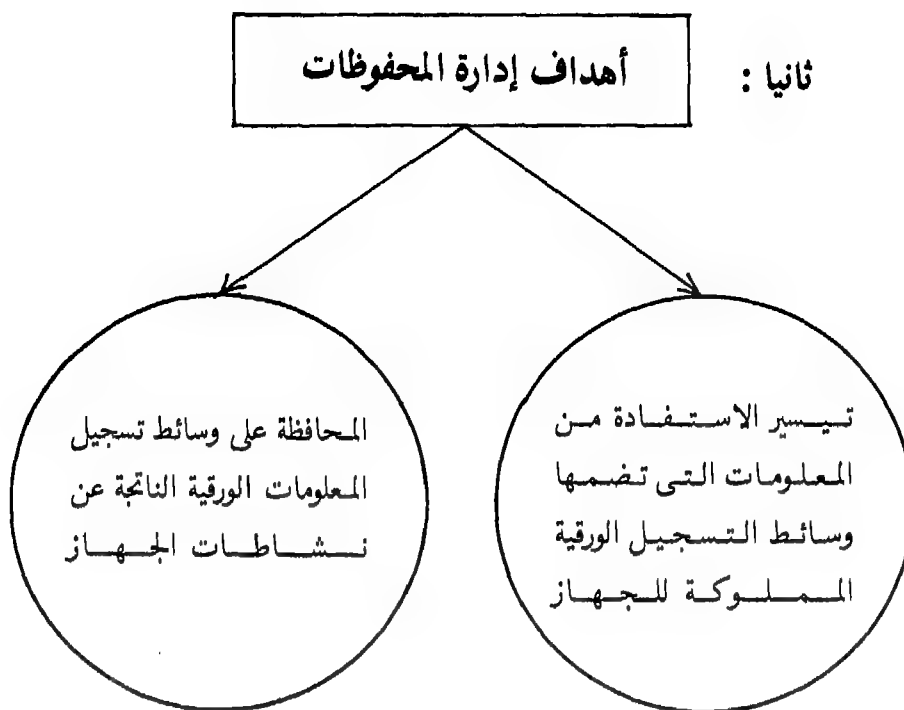 ثانيا : أهداف إدارة المحفوظات
تيسير الاستفادة من
المعلومات التى تضمها
وسائط التسجيل الورقية
المملوكة للجهاز
المحافظة على وسائط تسجيل
المعلومات الورقية الناتجة عن
نشاطات الجهاز